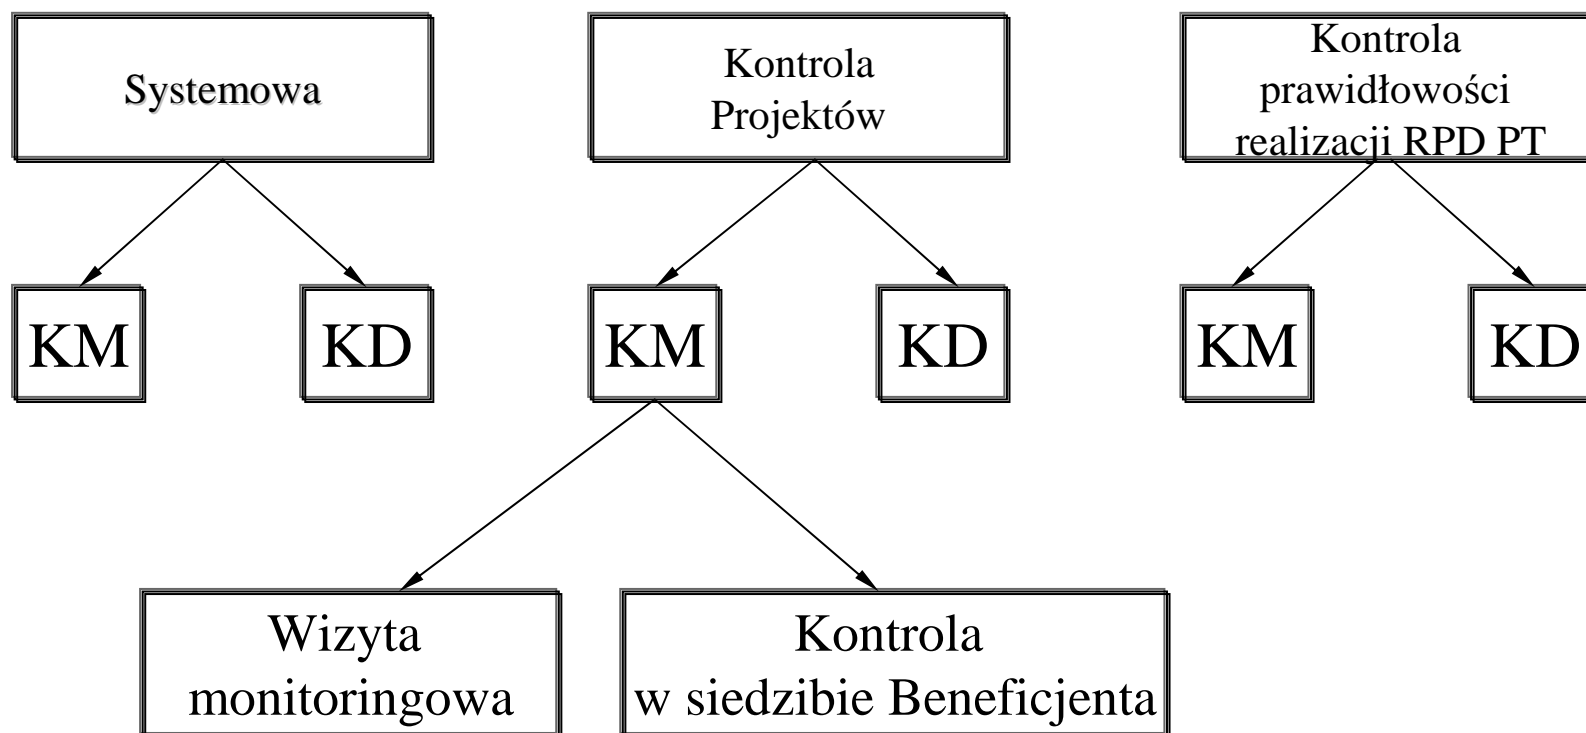 Systemowa
Kontrola
Projektów
Kontrola
prawidłowości
realizacji RPD PT
KM
KD
KM
KD
KM
KD
Wizyta
monitoringowa
Kontrola
w siedzibie Beneficjenta